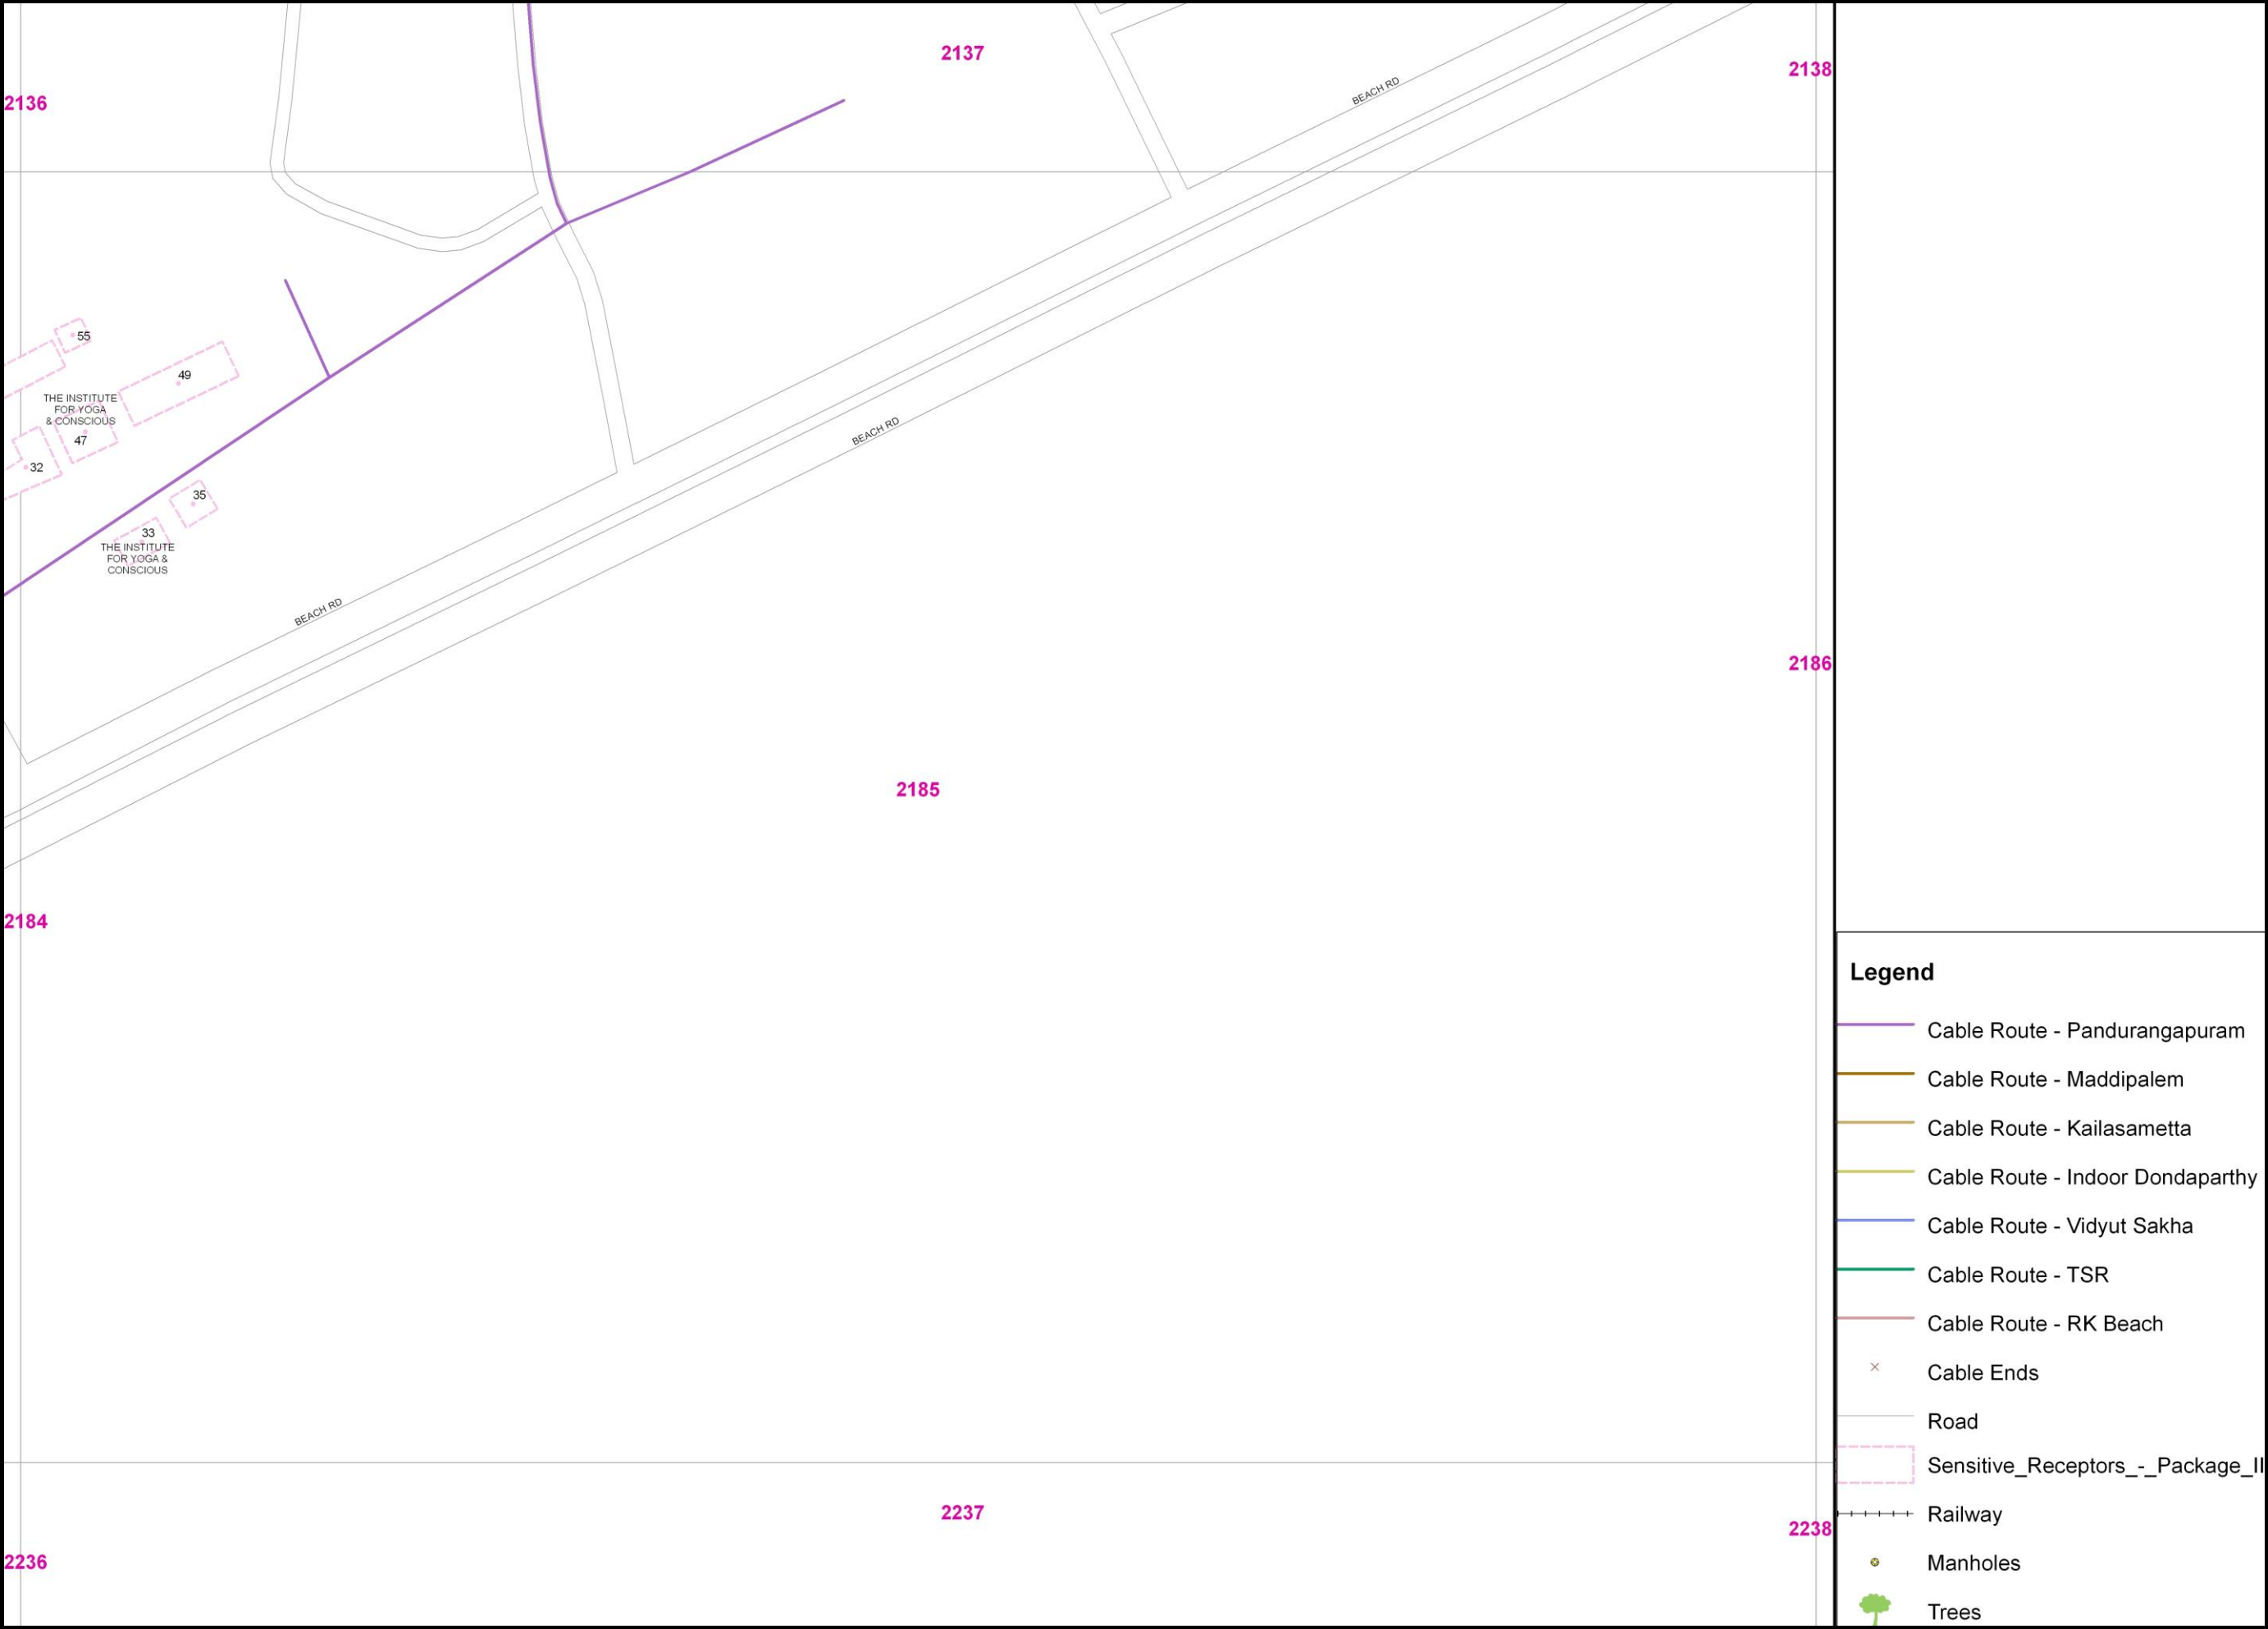 2137
2138
2136
BEACH RD
55
49
THE INSTITUTE
FOR YOGA
& CONSCIOUS
47
32
35
33
THE INSTITUTE
FOR YOGA &
CONSCIOUS
BEACH RD
BEACH RD
2186
2185
2184
2237
2238
2236
Legend
Cable Route - Pandurangapuram
Cable Route - Maddipalem
Cable Route - Kailasametta
Cable Route - Indoor Dondaparthy
Cable Route - Vidyut Sakha
Cable Route - TSR
Cable Route - RK Beach
Cable Ends
Road
Sensitive_Receptors_-_Package_II
Railway
Manholes
Trees